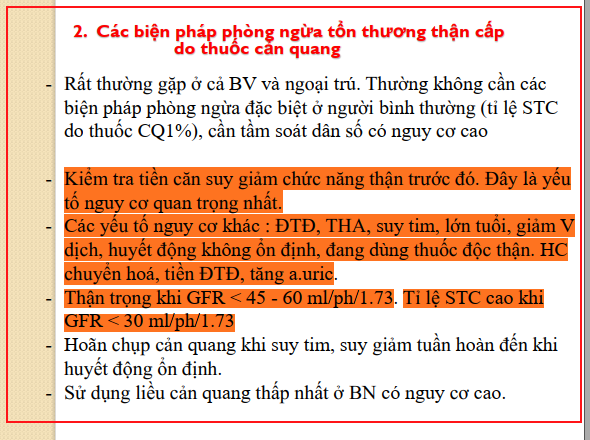 2. Các biện pháp phòng ngừa tổn thương thận cấp
do thuốc cản quang
- Rất thường gặp ở cả BV và ngoại trú. Thường không cần các
biện pháp phòng ngừa đặc biệt ở người bình thường (tỉ lệ STC
do thuốc CQ1%), cần tầm soát dân số có nguy cơ cao
- Kiểm tra tiền căn suy giảm chức năng thận trước đó. Đây là yếu
tố nguy cơ quan trọng nhất.
- Các yếu tố nguy cơ khác : ĐTĐ, THA, suy tim, lớn tuổi, giảm V
dịch, huyết động không ổn định, đang dùng thuốc độc thận. HC
chuyển hoá, tiền ĐTĐ, tăng a.uric.
- Thận trọng khi GFR < 45 - 60 ml/ph/1.73. Tỉ lệ STC cao khi
GFR < 30 ml/ph/1.73
- Hoãn chụp cản quang khi suy tim, suy giảm tuần hoàn đến khi
huyết động ổn định.
- Sử dụng liều cản quang thấp nhất ở BN có nguy cơ cao.